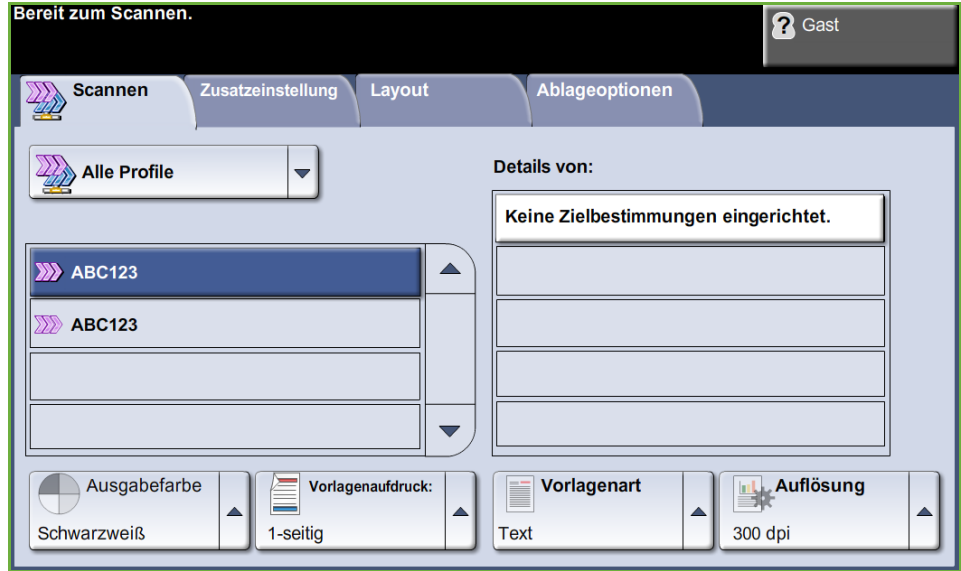 Bereit zum Scannen.
? Gast
Scannen
Zusatzeinstellung
Layout
Ablageoptionen
Alle Profile
Details von:
Keine Zielbestimmungen eingerichtet.
ABC123
ABC123
Ausgabefarbe
Schwarzweiß
Vorlagenaufdruck:
1-seitig
Vorlagenart
Text
Auflösung
300 dpi